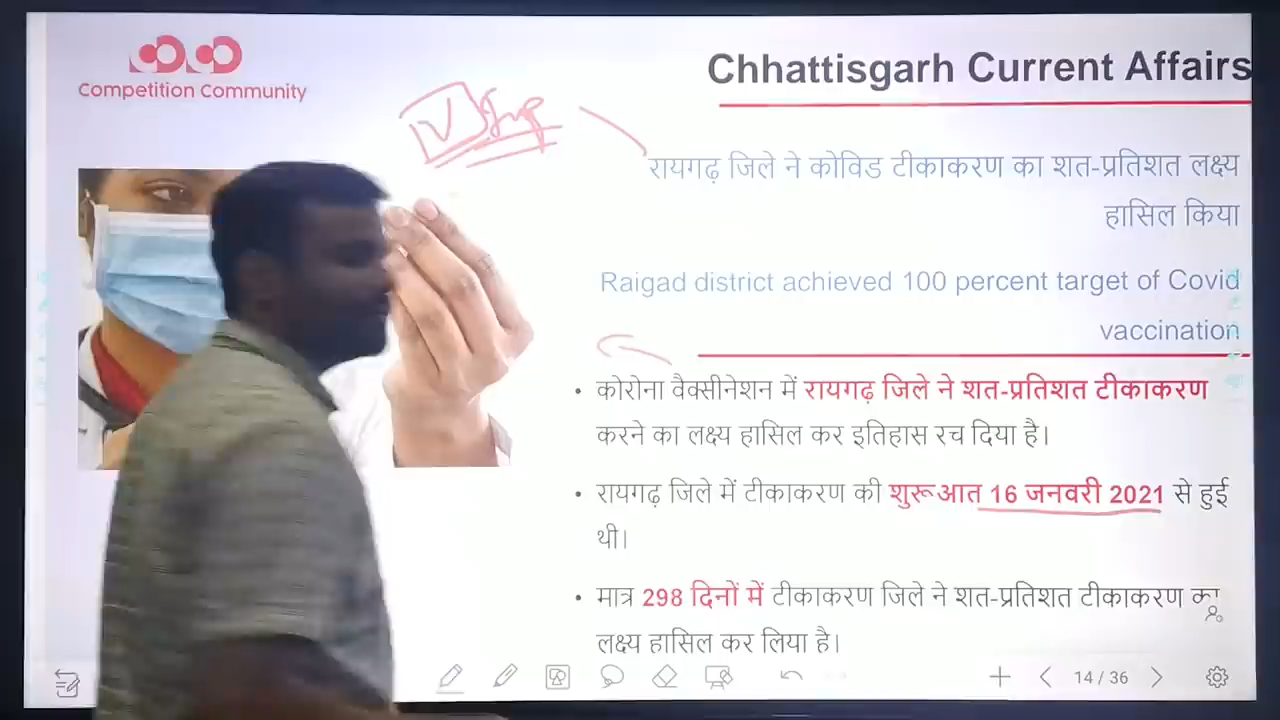 Competition Community
Chhattisgarh Current Affairs
V Imp
रायगढ़ जिले ने कोविड टीकाकरण का शत-प्रतिशत लक्ष्य
हासिल किया
Raigad district achieved 100 percent target of Covid
vaccination
• कोरोना वैक्सीनेशन में रायगढ़ जिले ने शत-प्रतिशत टीकाकरण
करने का लक्ष्य हासिल कर इतिहास रच दिया है।
• रायगढ़ जिले में टीकाकरण की शुरूआत 16 जनवरी 2021 से हुई
थी।
• मात्र 298 दिनों में टीकाकरण जिले ने शत-प्रतिशत टीकाकरण का
लक्ष्य हासिल कर लिया है।
14 / 36